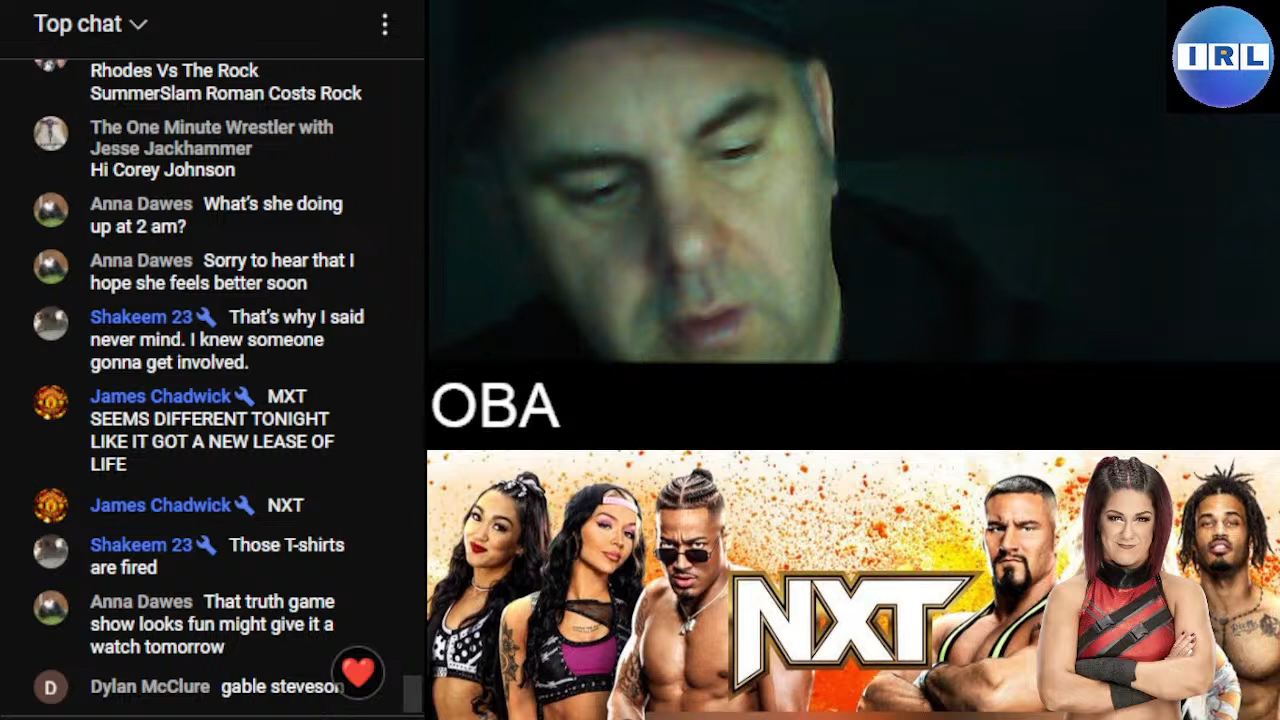 Top chat
Rhodes Vs The Rock
SummerSlam Roman Costs Rock
The One Minute Wrestler with
Jesse Jackhammer
Hi Corey Johnson
Anna Dawes What's she doing
up at 2 am?
Anna Dawes Sorry to hear that I
hope she feels better soon
Shakeem 23 That's why I said
never mind. I knew someone
gonna get involved.
James Chadwick MXT
SEEMS DIFFERENT TONIGHT
LIKE IT GOT A NEW LEASE OF
LIFE
James Chadwick NXT
Shakeem 23 Those T-shirts
are fired
Anna Dawes That truth game
show looks fun might give it a
watch tomorrow
D Dylan McClure gable steveson
IRL
OBA
NXT